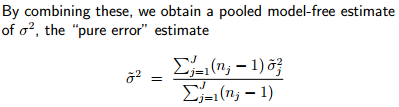 By combining these, we obtain a pooled model-free estimate
of σ², the “pure error” estimate
σ̃² = \frac{∑_{j=1}^{J}(n_j − 1) σ̃_j²}{∑_{j=1}^{J}(n_j − 1)}